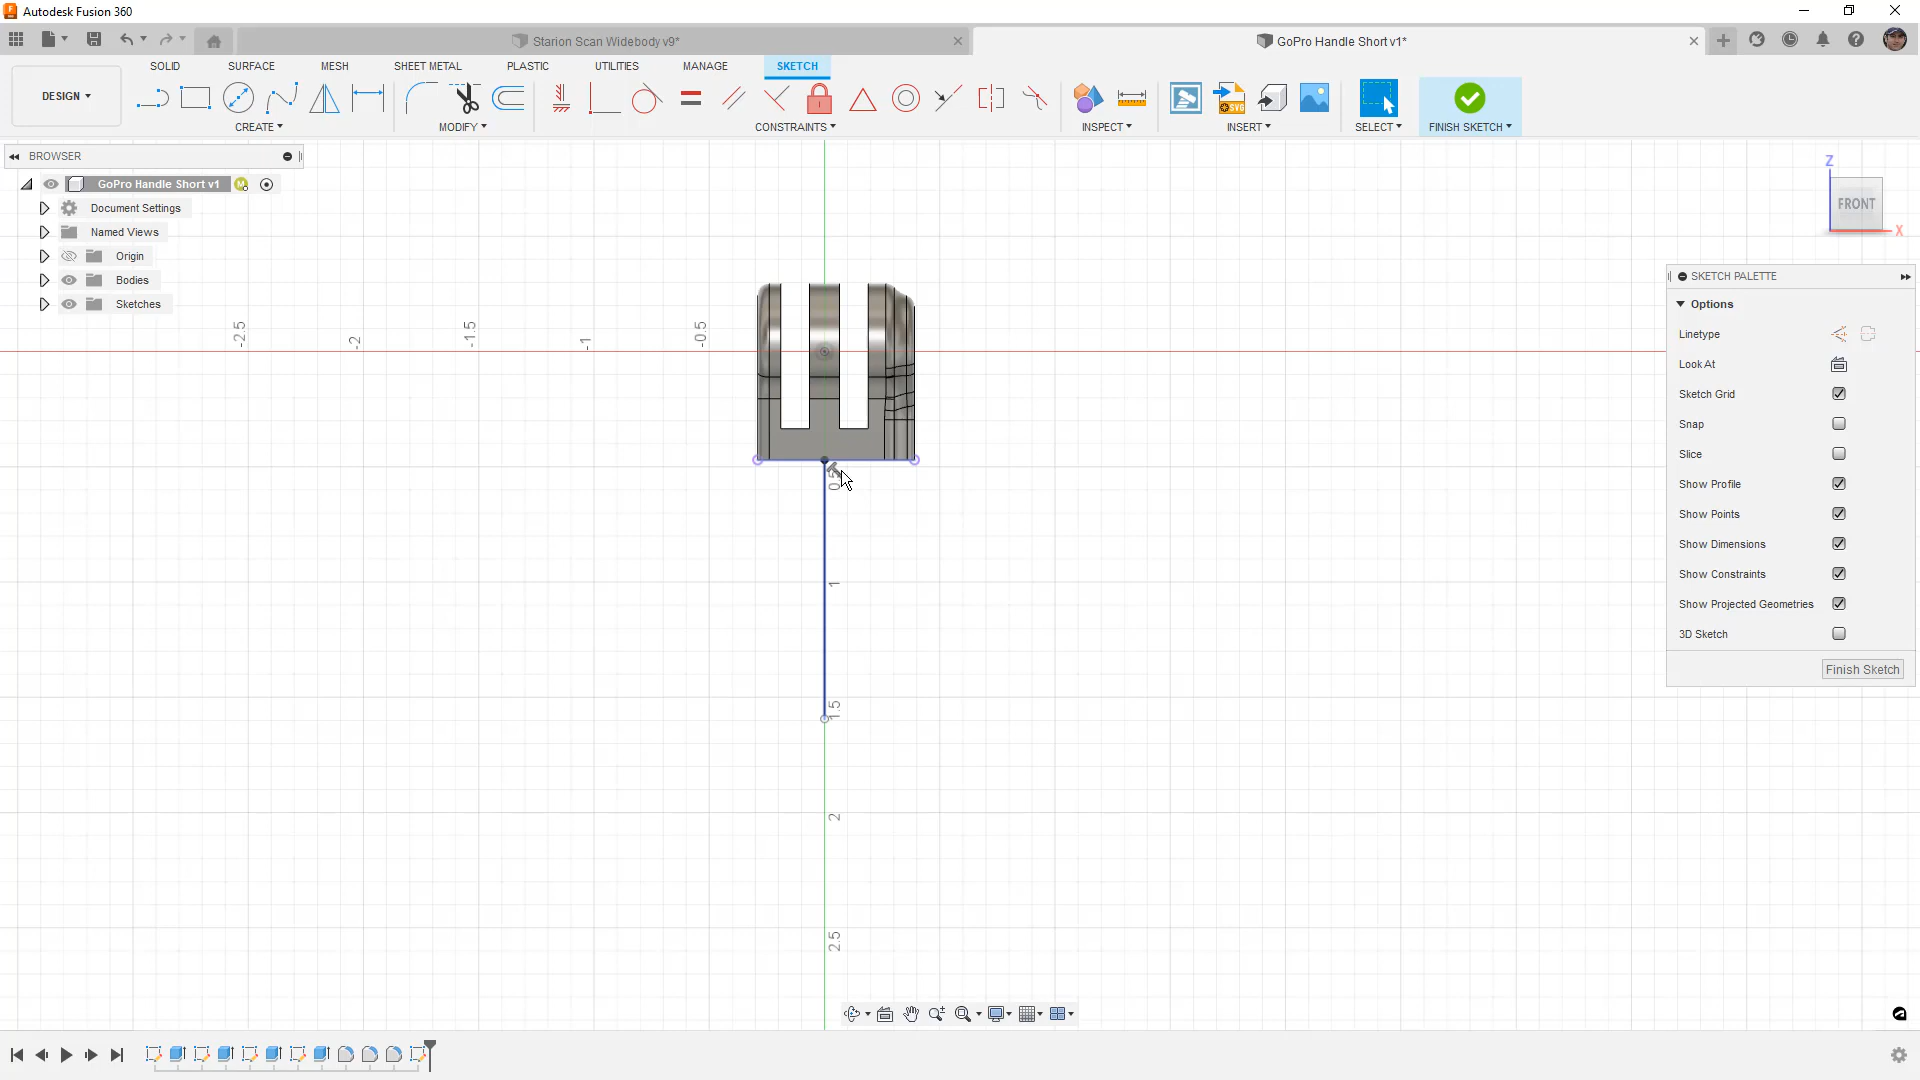 Autodesk Fusion 360
Starion Scan Widebody v9*
GoPro Handle Short v1*
DESIGN
SOLID
SURFACE
MESH
SHEET METAL
PLASTIC
UTILITIES
MANAGE
SKETCH
CREATE
MODIFY
CONSTRAINTS
INSPECT
INSERT
SELECT
FINISH SKETCH
SVG
BROWSER
GoPro Handle Short v1
Document Settings
Named Views
Origin
Bodies
Sketches
Z
FRONT
X
SKETCH PALETTE
Options
Linetype
Look At
Sketch Grid
Snap
Slice
Show Profile
Show Points
Show Dimensions
Show Constraints
Show Projected Geometries
3D Sketch
Finish Sketch
-2.5
-2
-1.5
-1
-0.5
0.5
1
1.5
2
2.5